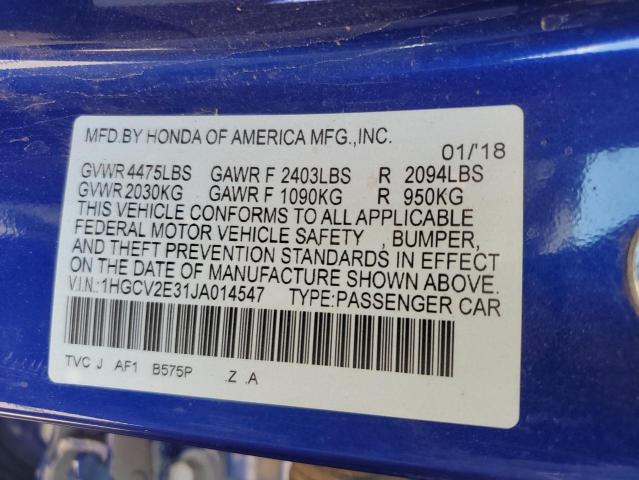 MFD.BY HONDA OF AMERICA MFG.,INC. 01/'18
GVWR 4475LBS GAWR F 2403LBS R 2094LBS
GVWR 2030KG GAWR F 1090KG R 950KG
THIS VEHICLE CONFORMS TO ALL APPLICABLE
FEDERAL MOTOR VEHICLE SAFETY , BUMPER,
AND THEFT PREVENTION STANDARDS IN EFFECT
ON THE DATE OF MANUFACTURE SHOWN ABOVE.
V.I.N.:1HGCV2E31JA014547 TYPE:PASSENGER CAR
TVC J AF1 B575P .Z .A